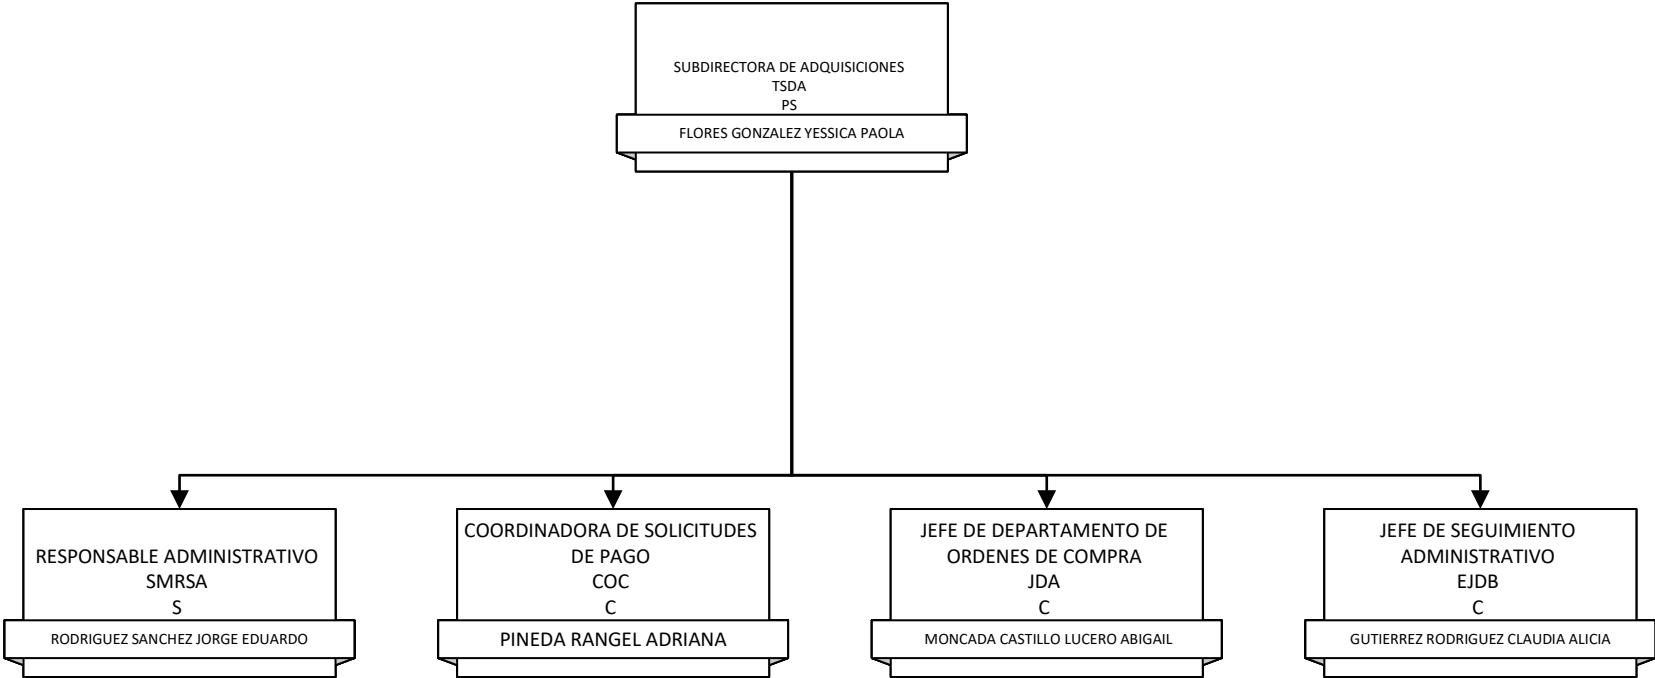 SUBDIRECTORA DE ADQUISICIONES
TSDA
PS
FLORES GONZALEZ YESSICA PAOLA
RESPONSABLE ADMINISTRATIVO
SMRSA
S
RODRIGUEZ SANCHEZ JORGE EDUARDO
COORDINADORA DE SOLICITUDES
DE PAGO
COC
C
PINEDA RANGEL ADRIANA
JEFE DE DEPARTAMENTO DE
ORDENES DE COMPRA
JDA
C
MONCADA CASTILLO LUCERO ABIGAIL
JEFE DE SEGUIMIENTO
ADMINISTRATIVO
EJDB
C
GUTIERREZ RODRIGUEZ CLAUDIA ALICIA